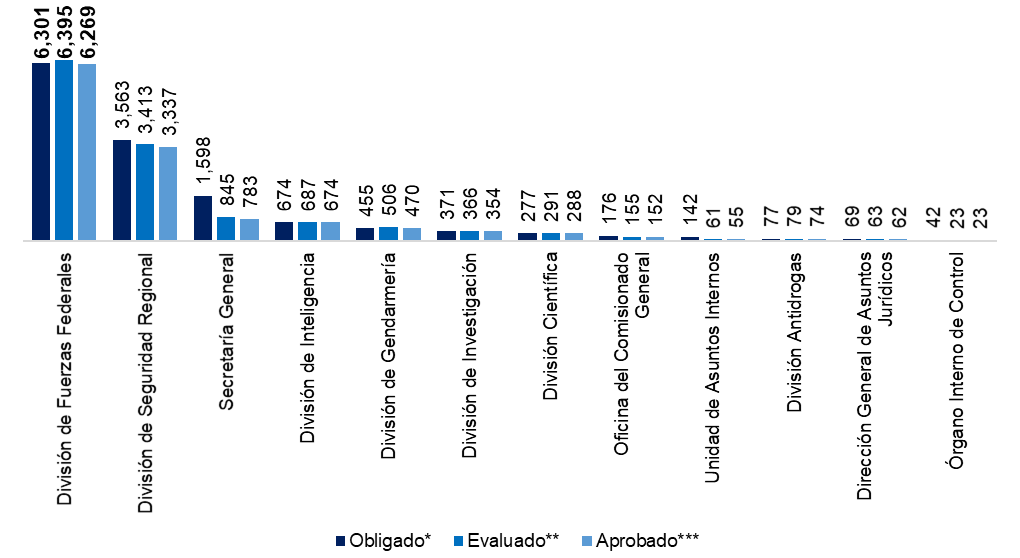 6,301 6,395 6,269
3,563 3,413 3,337
1,598 845 783
674 687 674
455 506 470
371 366 354
277 291 288
176 155 152
142 61 55
77 79 74
69 63 62
42 23 23
División de Fuerzas Federales
División de Seguridad Regional
Secretaría General
División de Inteligencia
División de Gendarmería
División de Investigación
División Científica
Oficina del Comisionado
General
Unidad de Asuntos Internos
División Antidrogas
Dirección General de Asuntos
Jurídicos
Órgano Interno de Control
Obligado* Evaluado** Aprobado***